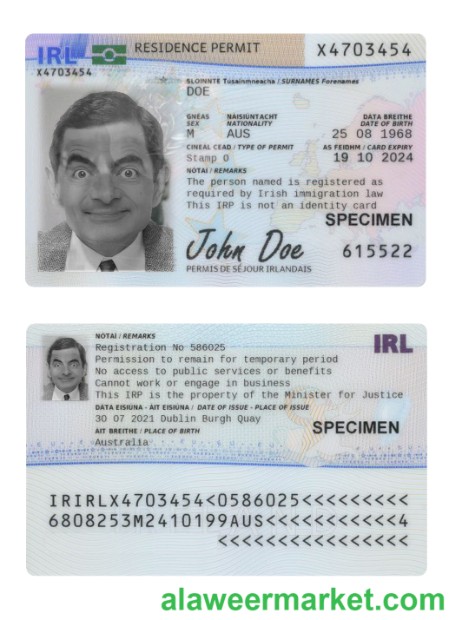 IRL RESIDENCE PERMIT X4703454
X4703454
SLOINNTE Túsainmneacha / SURNAMES Forenames
DOE
GNÉAS NÁISIÚNTACHT DATA BREITHE
SEX NATIONALITY DATE OF BIRTH
M AUS 25 08 1968
CINEÁL CEAD / TYPE OF PERMIT AS FEIDHM / CARD EXPIRY
Stamp 0 19 10 2024
NÓTAÍ / REMARKS
The person named is registered as
required by Irish immigration law
This IRP is not an identity card
SPECIMEN
John Doe 615522
PERMIS DE SÉJOUR IRLANDAIS
NÓTAÍ / REMARKS
IRL
Registration No 586025
Permission to remain for temporary period
No access to public services or benefits
Cannot work or engage in business
This IRP is the property of the Minister for Justice
DATA EISIÚNA - ÁIT EISIÚNA / DATE OF ISSUE - PLACE OF ISSUE
30 07 2021 Dublin Burgh Quay
SPECIMEN
ÁIT BREITHE / PLACE OF BIRTH
Australia
IRIRLX4703454<0586025<<<<<<<<<
6808253M2410199AUS<<<<<<<<<<<4
<<<<<<<<<<<<<<<<
alaweermarket.com